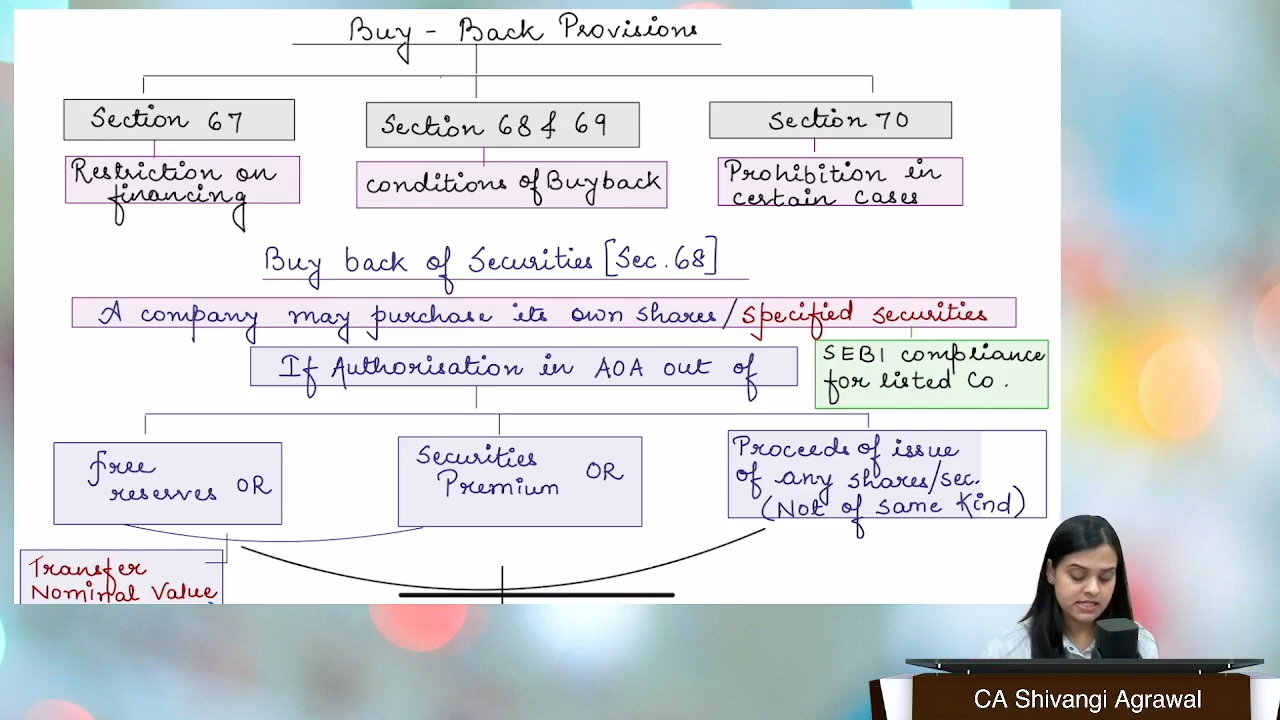 Buy - Back Provisions
Section 67
Section 68 & 69
Section 70
Restriction on
financing
conditions of Buyback
Prohibition in
certain cases
Buy back of Securities [Sec. 68]
A company may purchase its own shares/specified securities
If Authorisation in AOA out of
SEBI compliance
for listed Co.
free
reserves OR
Securities
Premium OR
Proceeds of issue
of any shares/sec.
(Not of same kind)
Transfer
Nominal Value
CA Shivangi Agrawal